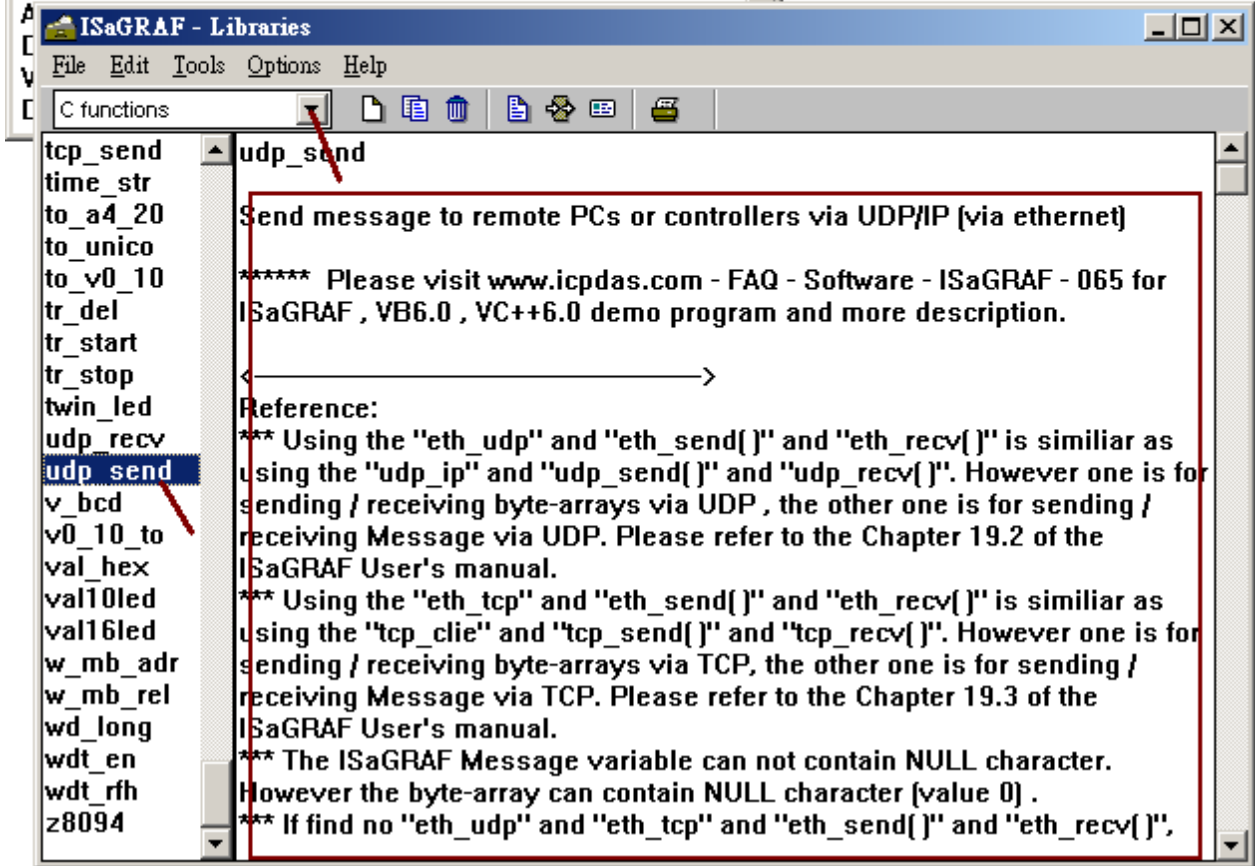 A
D
V
D
ISaGRAF - Libraries
File Edit Tools Options Help
C functions
tcp_send
time_str
to_a4_20
to_unico
to_v0_10
tr_del
tr_start
tr_stop
twin_led
udp_recv
udp_send
v_bcd
v0_10_to
val_hex
val10led
val16led
w_mb_adr
w_mb_rel
wd_long
wdt_en
wdt_rfh
z8094
udp_send
Send message to remote PCs or controllers via UDP/IP (via ethernet)
****** Please visit www.icpdas.com - FAQ - Software - ISaGRAF - 065 for
ISaGRAF , VB6.0 , VC++6.0 demo program and more description.
<------------------------------------------------>
Reference:
*** Using the "eth_udp" and "eth_send( )" and "eth_recv( )" is similiar as
using the "udp_ip" and "udp_send( )" and "udp_recv( )". However one is for
sending / receiving byte-arrays via UDP , the other one is for sending /
receiving Message via UDP. Please refer to the Chapter 19.2 of the
ISaGRAF User's manual.
*** Using the "eth_tcp" and "eth_send( )" and "eth_recv( )" is similiar as
using the "tcp_clie" and "tcp_send( )" and "tcp_recv( )". However one is for
sending / receiving byte-arrays via TCP, the other one is for sending /
receiving Message via TCP. Please refer to the Chapter 19.3 of the
ISaGRAF User's manual.
*** The ISaGRAF Message variable can not contain NULL character.
However the byte-array can contain NULL character (value 0) .
*** If find no "eth_udp" and "eth_tcp" and "eth_send( )" and "eth_recv( )",